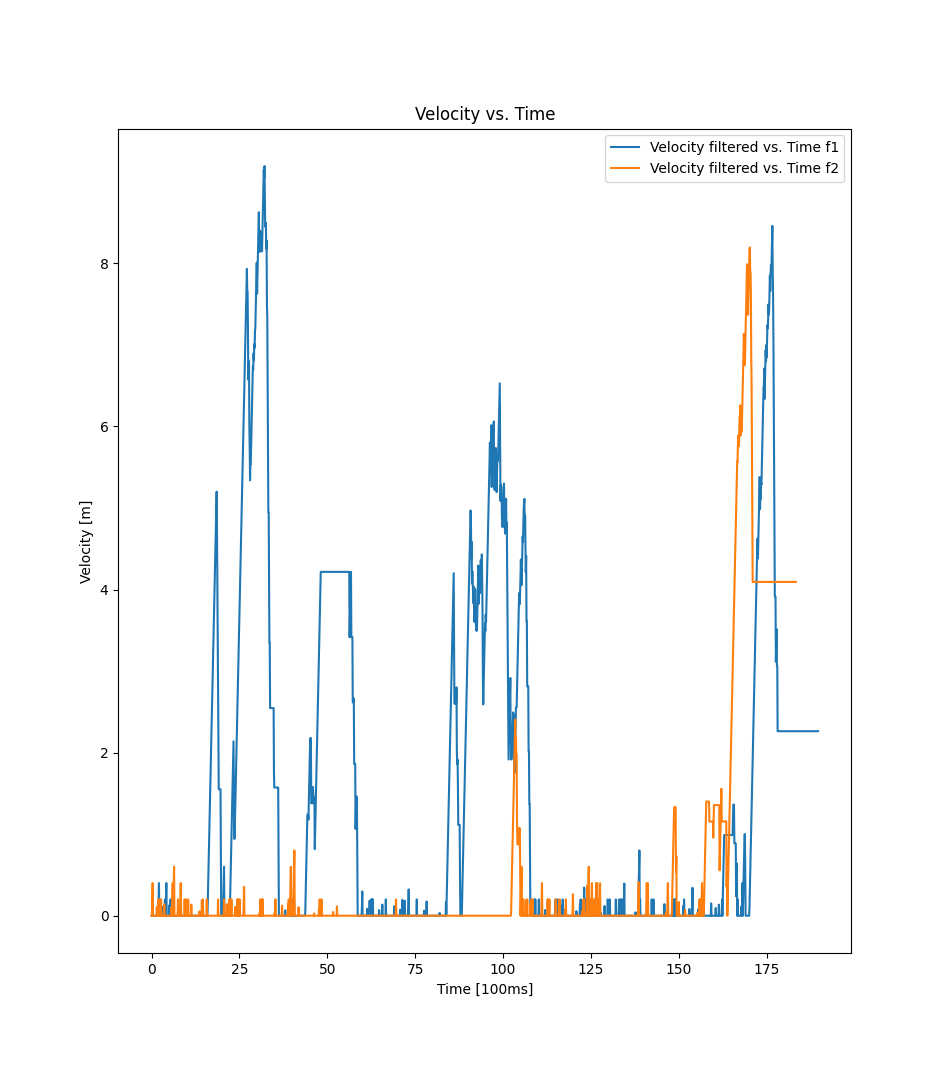 Velocity vs. Time
Velocity filtered vs. Time f1
Velocity filtered vs. Time f2
8
6
4
2
0
Velocity [m]
0 25 50 75 100 125 150 175
Time [100ms]